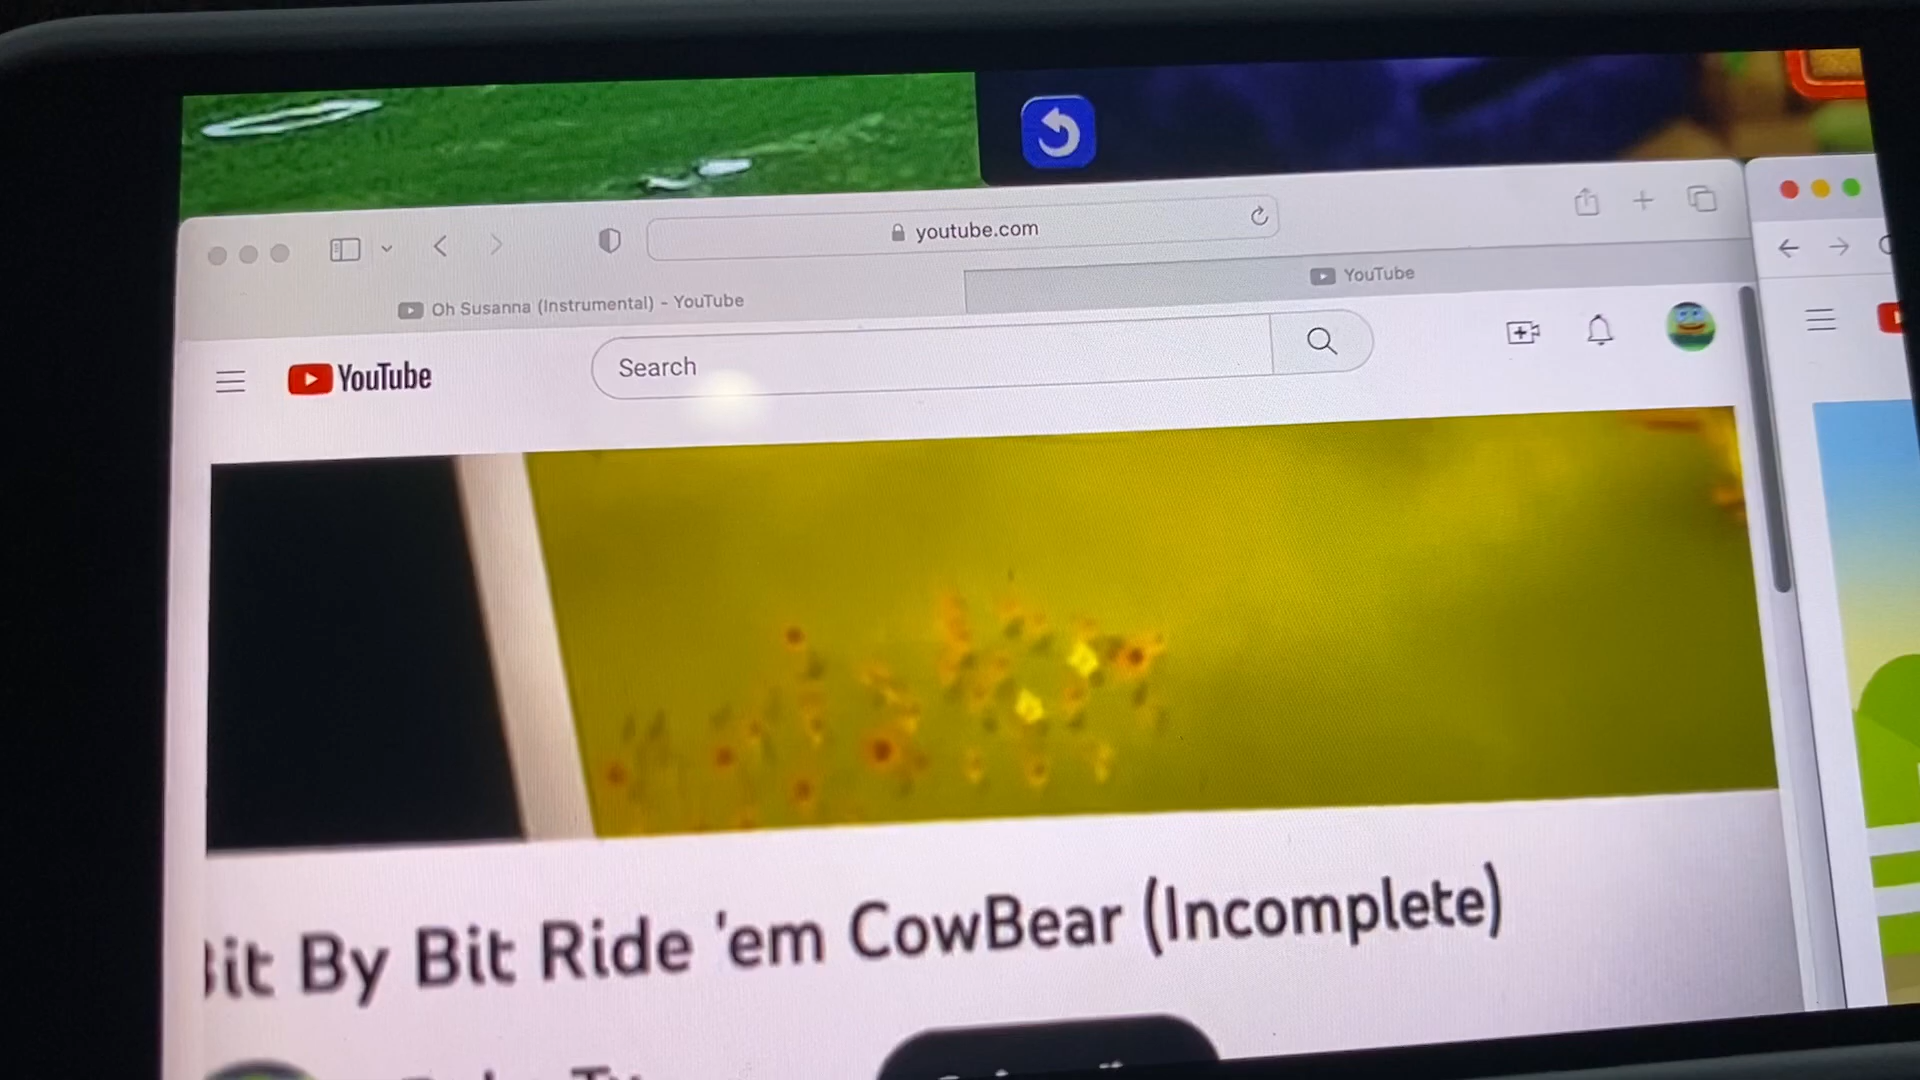 youtube.com
Oh Susanna (Instrumental) - YouTube
YouTube
YouTube
Search
Bit By Bit Ride 'em CowBear (Incomplete)